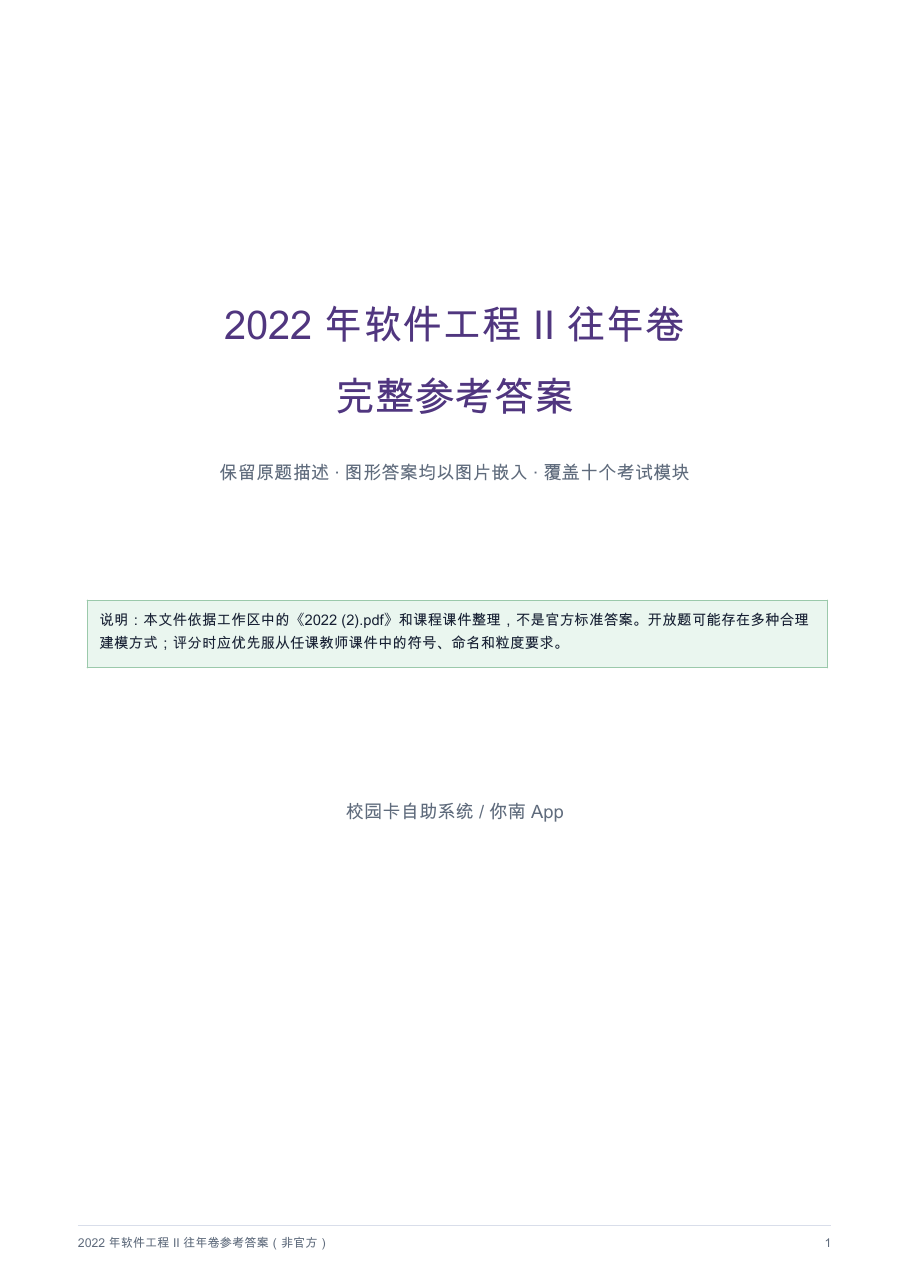 2022 年软件工程 II 往年卷
完整参考答案
保留原题描述 · 图形答案均以图片嵌入 · 覆盖十个考试模块
说明：本文件依据工作区中的《2022 (2).pdf》和课程课件整理，不是官方标准答案。开放题可能存在多种合理
建模方式；评分时应优先服从任课教师课件中的符号、命名和粒度要求。
校园卡自助系统 / 你南 App
2022 年软件工程 II 往年卷参考答案（非官方）
1